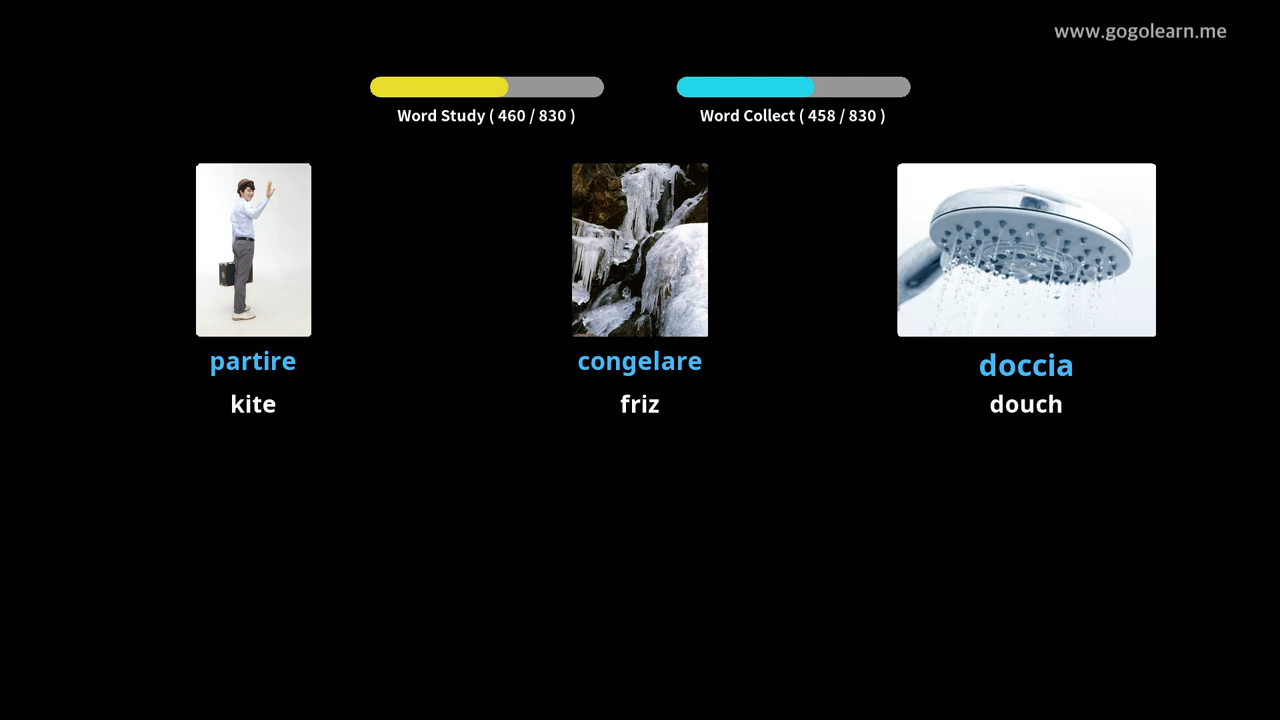 www.gogolearn.me
Word Study ( 460 / 830 )
Word Collect ( 458 / 830 )
partire
congelare
doccia
kite
friz
douch